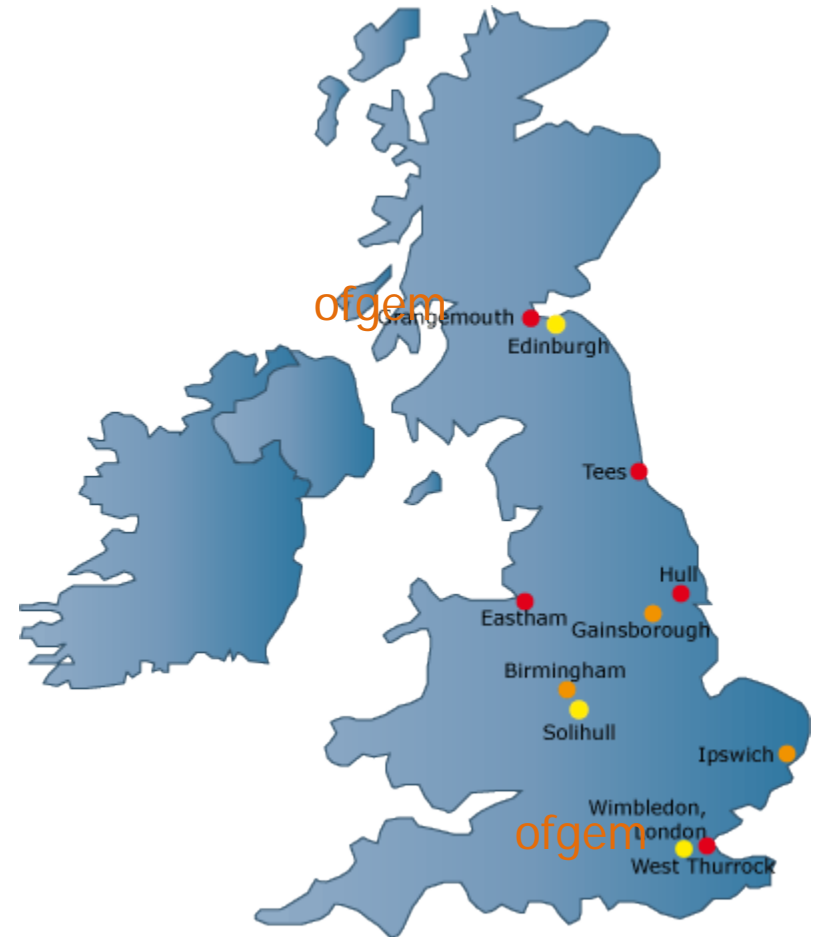 ofgem
Grangemouth
Edinburgh
Tees
Hull
Eastham
Gainsborough
Birmingham
Solihull
Ipswich
Wimbledon,
London
ofgem
West Thurrock